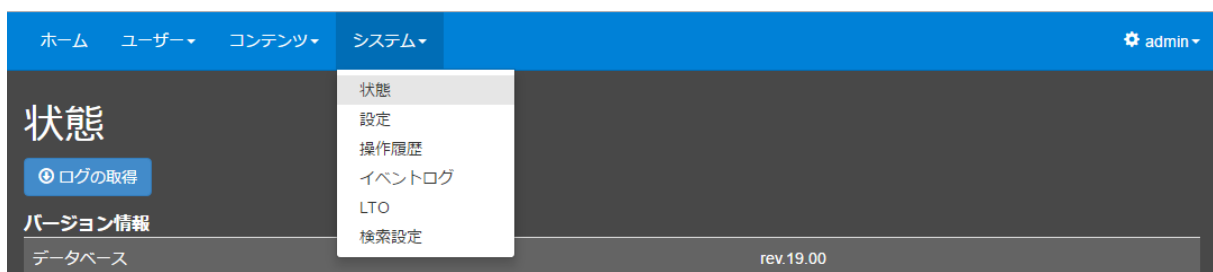 ホーム ユーザー コンテンツ システム admin
状態
設定
操作履歴
イベントログ
LTO
検索設定
状態
ログの取得
バージョン情報
データベース rev.19.00